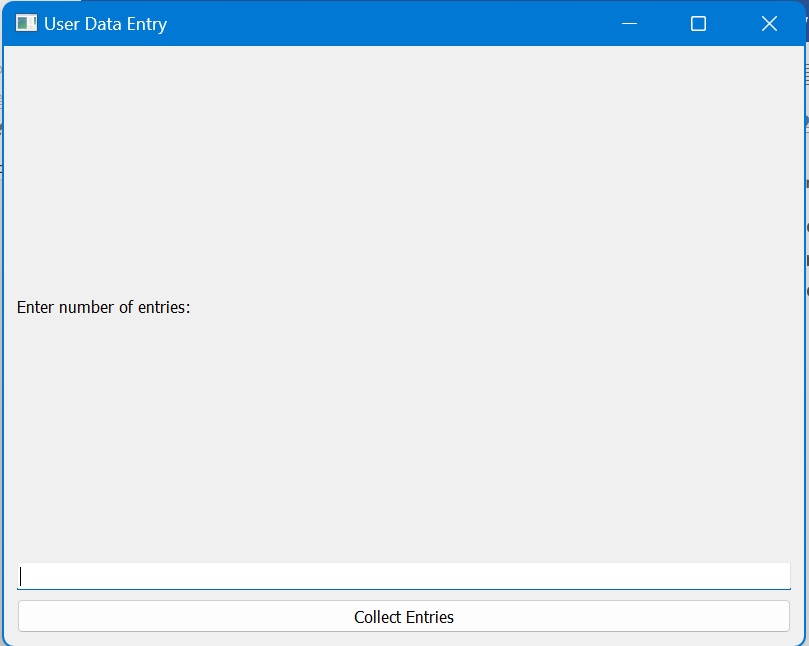 User Data Entry
Enter number of entries:
Collect Entries